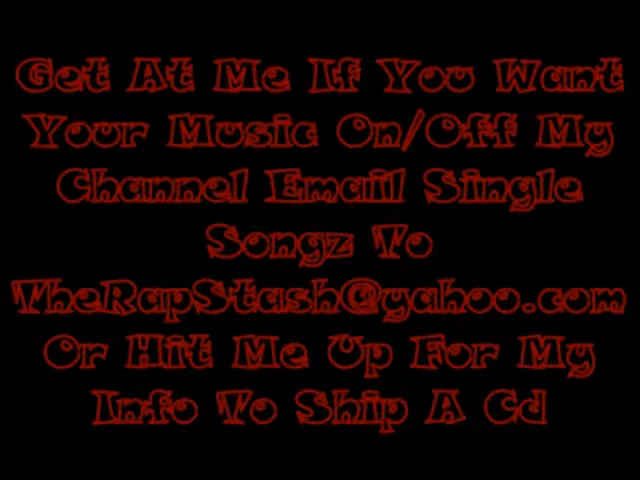 Get At Me If You Want
Your Music On/Off My
Channel Email Single
Songz To
TheRapStash@yahoo.com
Or Hit Me Up For My
Info To Ship A Cd